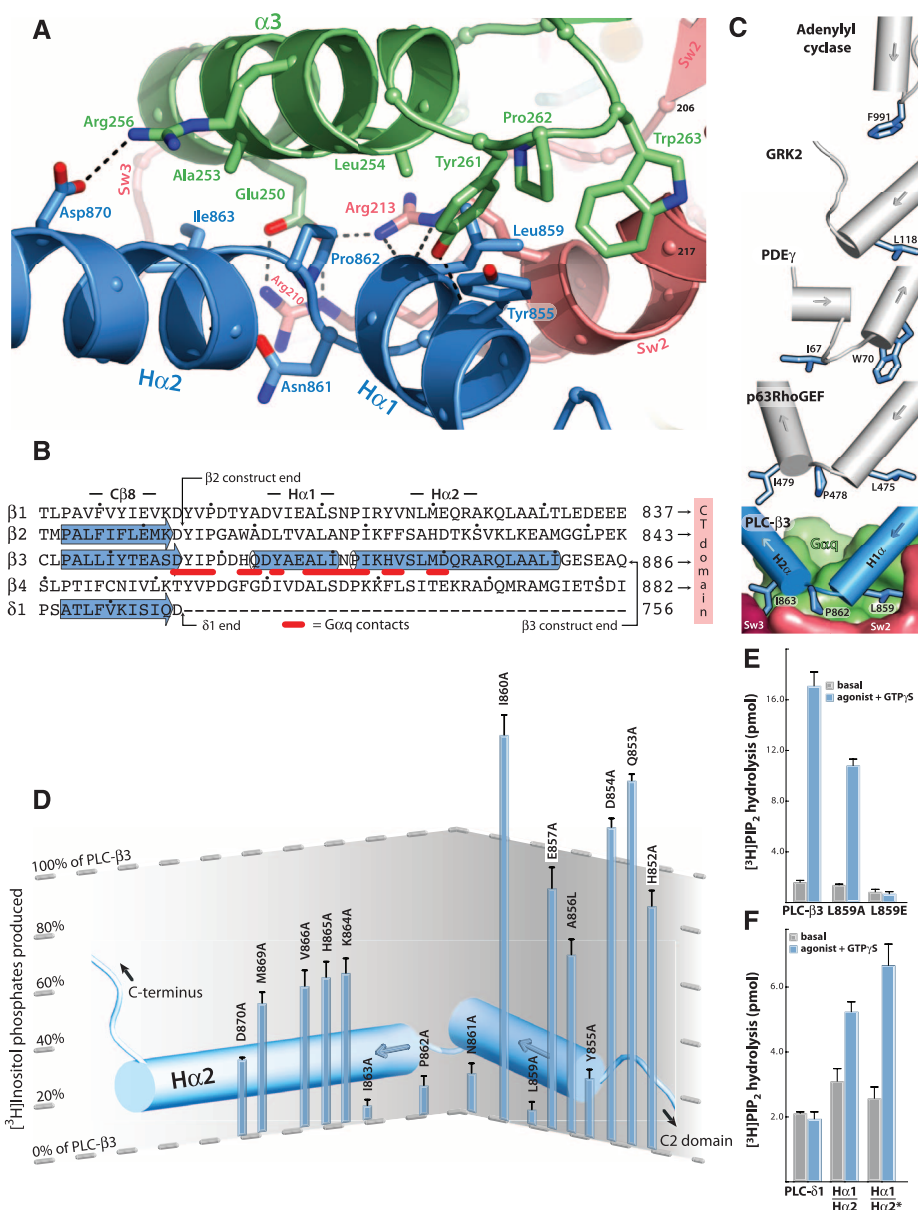 A
α3
Arg256
Sw3
Ala253
Leu254
Glu250
Asp870
Ile863
Arg213
Tyr261
Pro262
Sw2
206
Trp263
Leu859
Pro862
Arg210
217
Tyr855
Sw2
Hα2
Asn861
Hα1
B
β2 construct end
Cβ8
Hα1
Hα2
β1 TLPAVFVYIEVKDYVPDTYADVIEALSNPIRYVNLMEQRAKQLAALTLEDEEE 837
β2 TMPALFIFLEMKDYIPGAWADLTVALANPIKFFSAHDTKSVKLKEAMGGLPEK 843
β3 CLPALLIYTEASDYIPDDHQDYAEALINPIKHVSLMDQRARQLAALIGESEAQ 886
β4 SLPTIFCNIVLKTYVPDGFGDIVDALSDPKKFLSITEKRADQMRAMGIETSDI 882
δ1 PSATLFVKISIQD 756
CT domain
δ1 end
= Gαq contacts
β3 construct end
C
Adenylyl
cyclase
F991
GRK2
L118
PDEγ
I67
W70
p63RhoGEF
I479
P478
L475
PLC-β3
Gαq
H2α
H1α
I863
P862
L859
Sw3
Sw2
D
[³H]Inositol phosphates produced
100% of PLC-β3
80%
60%
40%
20%
0% of PLC-β3
C-terminus
Hα2
C2 domain
D870A
M869A
V866A
H865A
K864A
I863A
P862A
N861A
I860A
L859A
E857A
A856L
Y855A
D854A
Q853A
H852A
E
[³H]PIP₂ hydrolysis (pmol)
basal
agonist + GTPγS
16.0
12.0
8.0
4.0
PLC-β3 L859A L859E
F
[³H]PIP₂ hydrolysis (pmol)
basal
agonist + GTPγS
8.0
6.0
4.0
2.0
PLC-δ1 Hα1 Hα1
Hα2 Hα2*